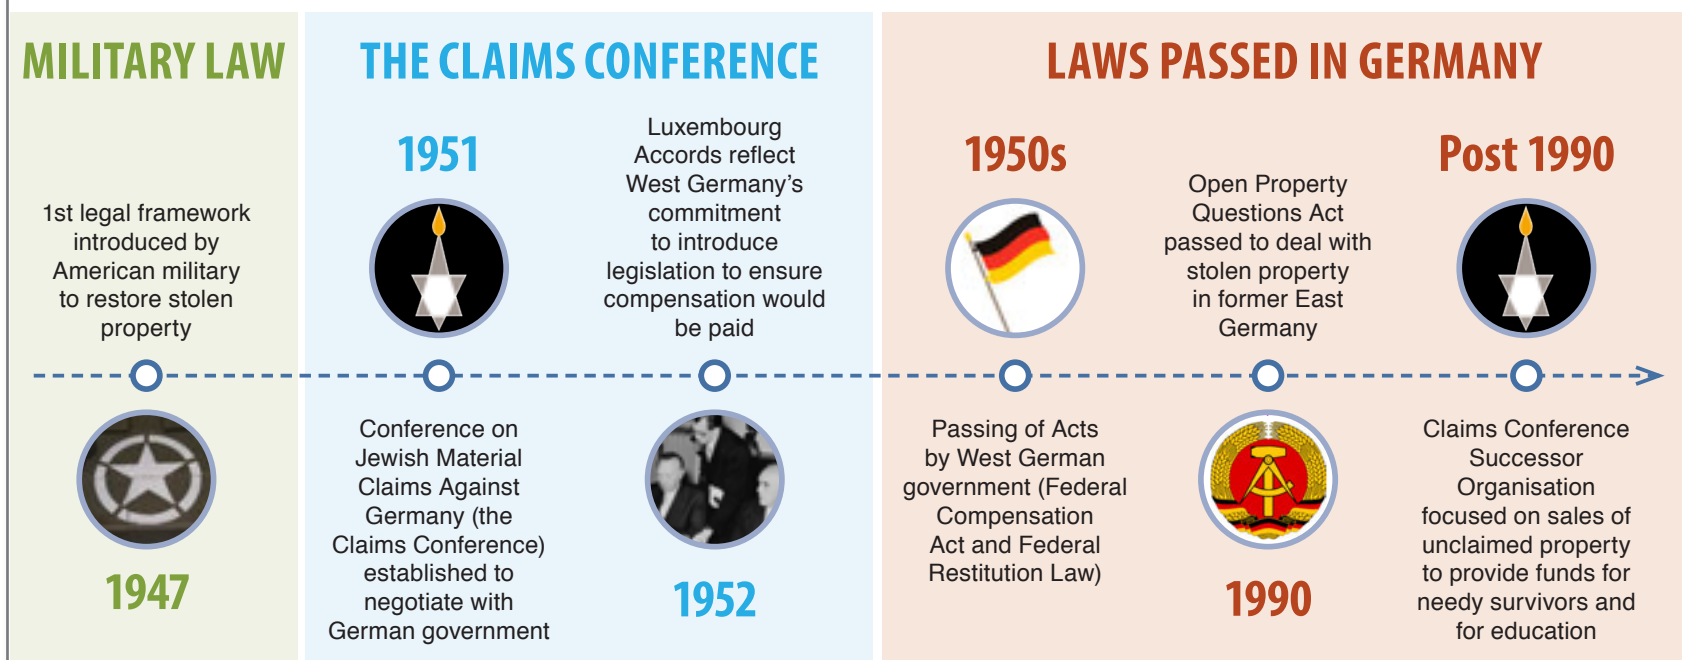 MILITARY LAW
1st legal framework
introduced by
American military
to restore stolen
property
1947
THE CLAIMS CONFERENCE
1951
Conference on
Jewish Material
Claims Against
Germany (the
Claims Conference)
established to
negotiate with
German government
Luxembourg
Accords reflect
West Germany’s
commitment
to introduce
legislation to ensure
compensation would
be paid
1952
LAWS PASSED IN GERMANY
1950s
Passing of Acts
by West German
government (Federal
Compensation
Act and Federal
Restitution Law)
Open Property
Questions Act
passed to deal with
stolen property
in former East
Germany
1990
Post 1990
Claims Conference
Successor
Organisation
focused on sales of
unclaimed property
to provide funds for
needy survivors and
for education